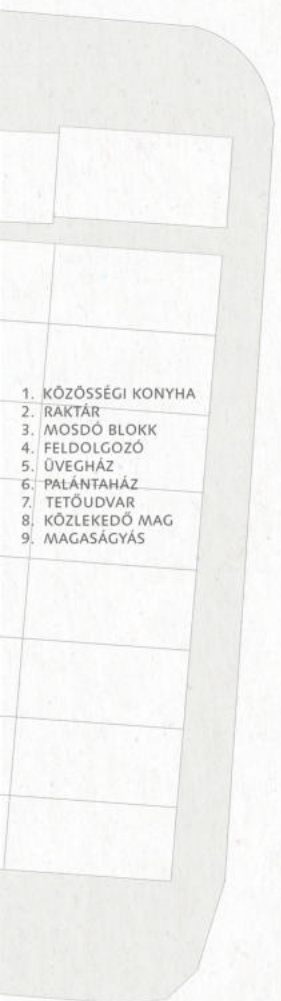 1. KÖZÖSSÉGI KONYHA
2. RAKTÁR
3. MOSDÓ BLOKK
4. FELDOLGOZÓ
5. ÜVEGHÁZ
6. PALÁNTAHÁZ
7. TETŐUDVAR
8. KÖZLEKEDŐ MAG
9. MAGASÁGYÁS